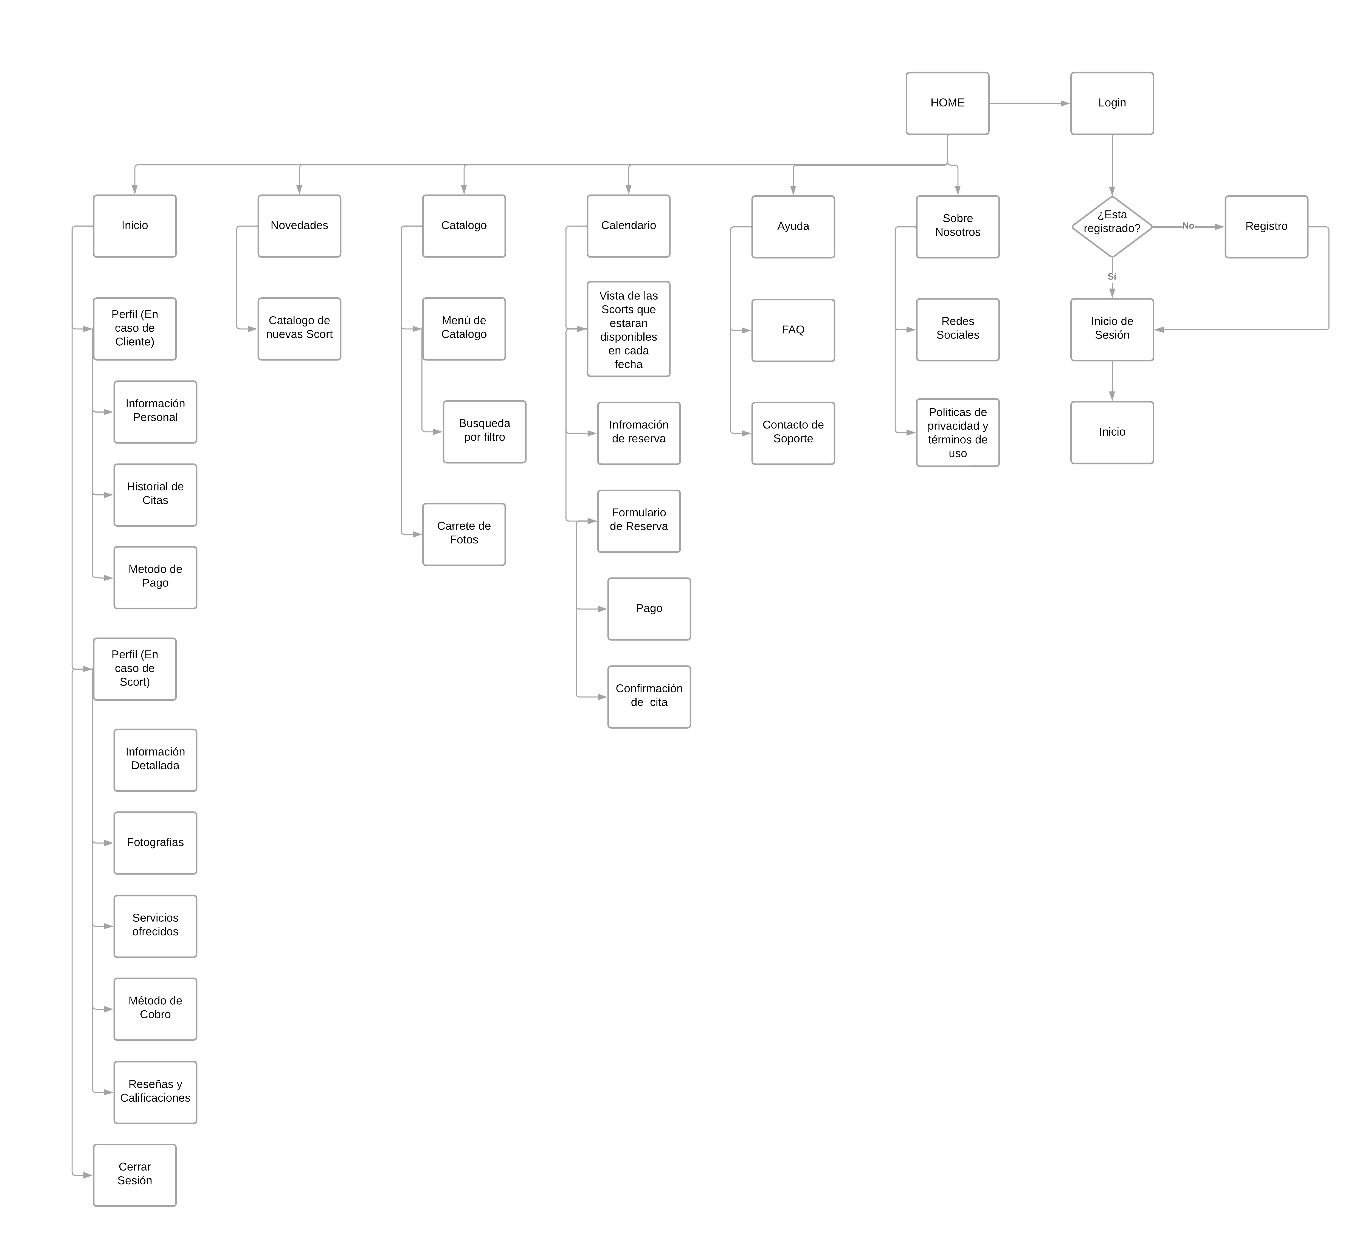 HOME
Login
Inicio
Novedades
Catalogo
Calendario
Ayuda
Sobre
Nosotros
¿Esta
registrado?
No
Registro
Sí
Perfil (En
caso de
Cliente)
Catalogo de
nuevas Scort
Menú de
Catalogo
Vista de las
Scorts que
estaran
disponibles
en cada
fecha
FAQ
Redes
Sociales
Inicio de
Sesión
Información
Personal
Busqueda
por filtro
Infromación
de reserva
Contacto de
Soporte
Politicas de
privacidad y
términos de
uso
Inicio
Historial de
Citas
Carrete de
Fotos
Formulario
de Reserva
Metodo de
Pago
Pago
Perfil (En
caso de
Scort)
Confirmación
de  cita
Información
Detallada
Fotografias
Servicios
ofrecidos
Método de
Cobro
Reseñas y
Calificaciones
Cerrar
Sesión